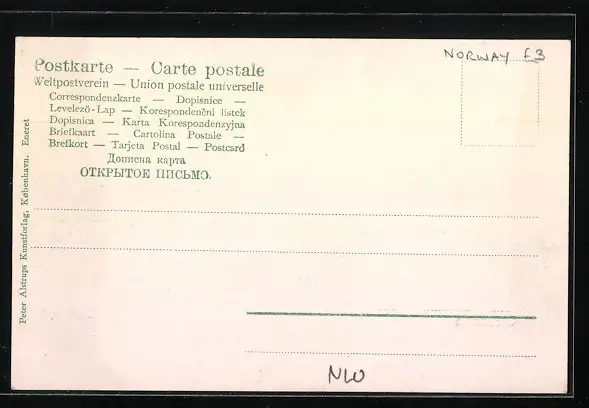 NORWAY £3
Postkarte — Carte postale
Weltpostverein — Union postale universelle
Correspondenzkarte — Dopisnice —
Levelező-Lap — Korespondenční lístek
Dopisnica — Karta Korespondenzyjna
Briefkaart — Cartolina Postale —
Brefkort — Tarjeta Postal — Postcard
Дописна карта
ОТКРЫТОЕ ПИСЬМО.
Peter Alstrups Kunstforlag, København. Eneret
NW